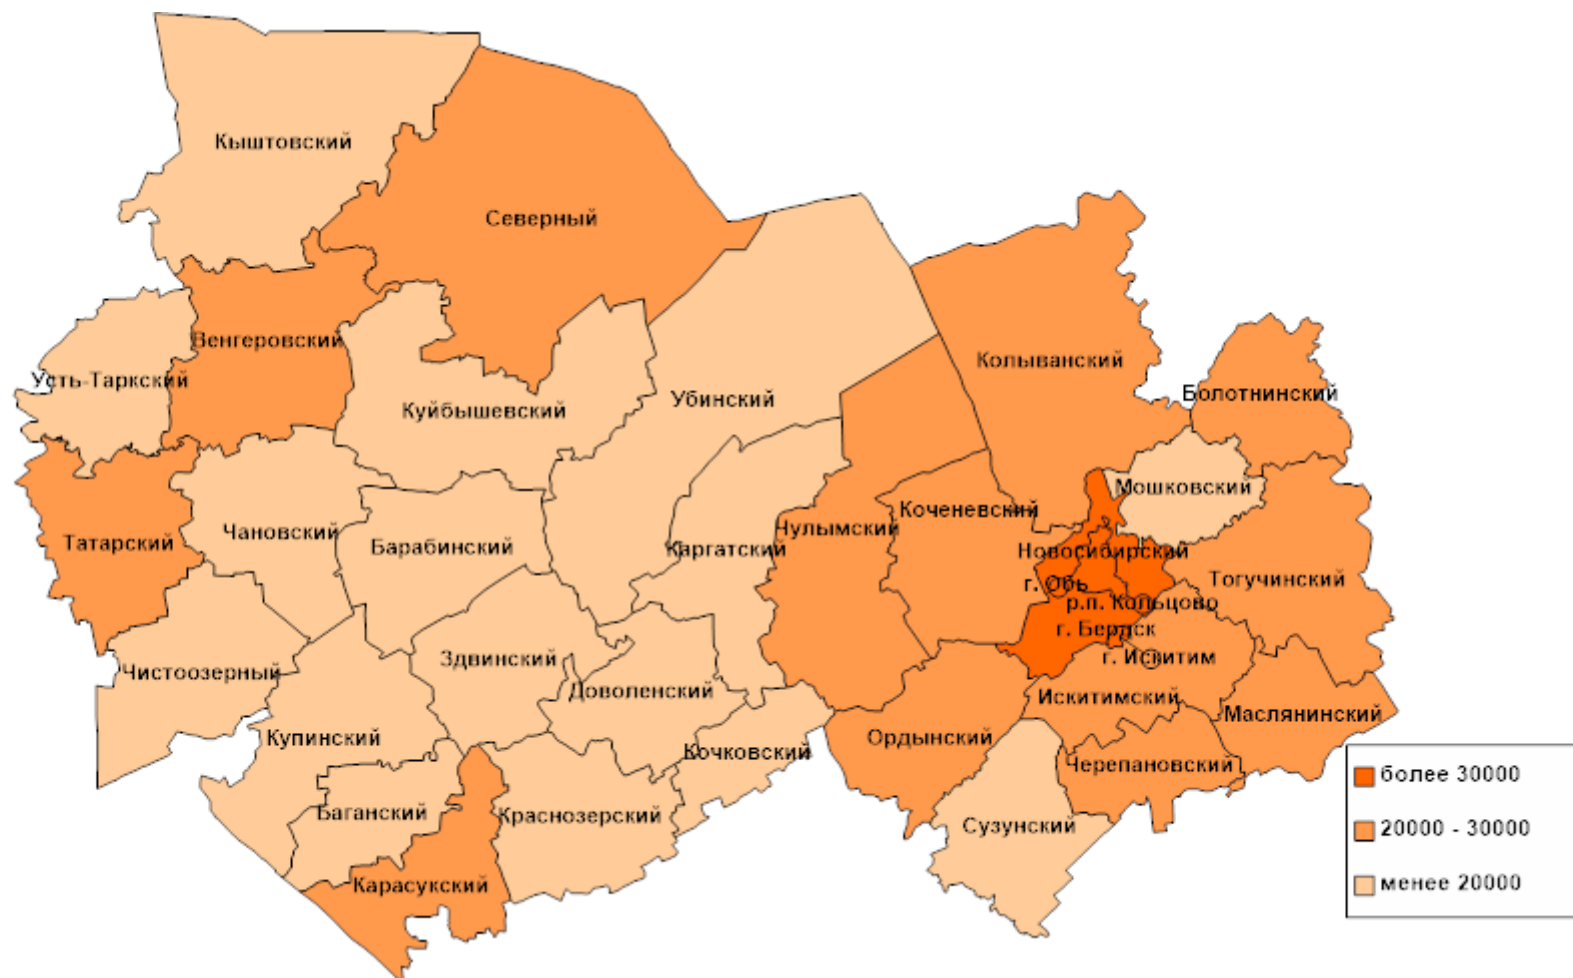 Кыштовский
Северный
Венгеровский
Усть-Таркский
Куйбышевский
Убинский
Колыванский
Болотнинский
Мошковский
Татарский
Чановский
Барабинский
Каргатский
Чулымский
Коченевский
Новосибирский
г. Обь
р.п. Кольцово
Тогучинский
г. Бердск
г. Искитим
Чистоозерный
Здвинский
Доволенский
Искитимский
Маслянинский
Купинский
Кочковский
Ордынский
Черепановский
Баганский
Краснозерский
Сузунский
Карасукский
более 30000
20000 - 30000
менее 20000